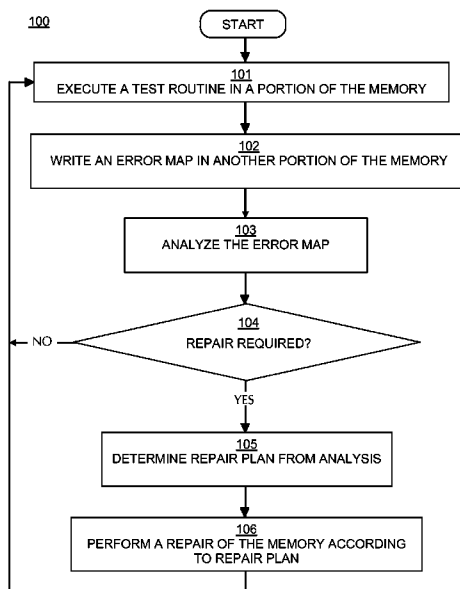 100
START
101
EXECUTE A TEST ROUTINE IN A PORTION OF THE MEMORY
102
WRITE AN ERROR MAP IN ANOTHER PORTION OF THE MEMORY
103
ANALYZE THE ERROR MAP
104
REPAIR REQUIRED?
NO
YES
105
DETERMINE REPAIR PLAN FROM ANALYSIS
106
PERFORM A REPAIR OF THE MEMORY ACCORDING
TO REPAIR PLAN